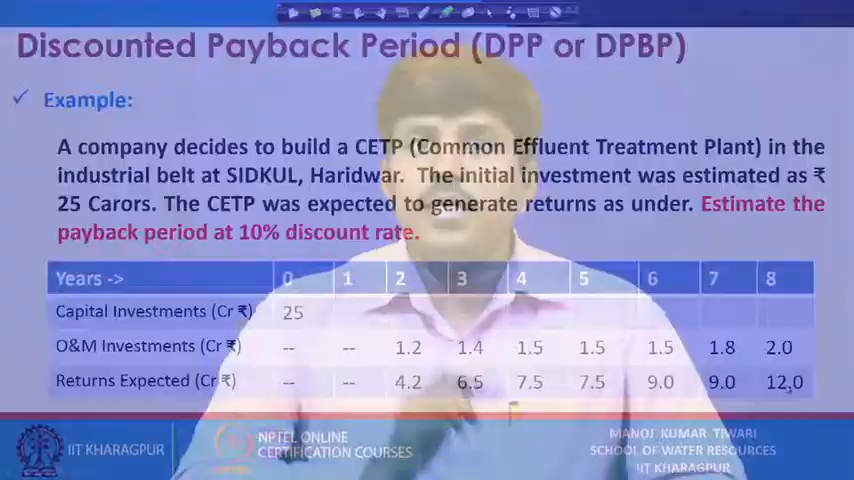 Discounted Payback Period (DPP or DPBP)
✓ Example:
A company decides to build a CETP (Common Effluent Treatment Plant) in the
industrial belt at SIDKUL, Haridwar. The initial investment was estimated as ₹
25 Carors. The CETP was expected to generate returns as under. Estimate the
payback period at 10% discount rate.
Years -> 0 1 2 3 4 5 6 7 8
Capital Investments (Cr ₹) 25
O&M Investments (Cr ₹) -- -- 1.2 1.4 1.5 1.5 1.5 1.8 2.0
Returns Expected (Cr ₹) -- -- 4.2 6.5 7.5 7.5 9.0 9.0 12.0
IIT KHARAGPUR
NPTEL ONLINE
CERTIFICATION COURSES
MANOJ KUMAR TIWARI
SCHOOL OF WATER RESOURCES
IIT KHARAGPUR